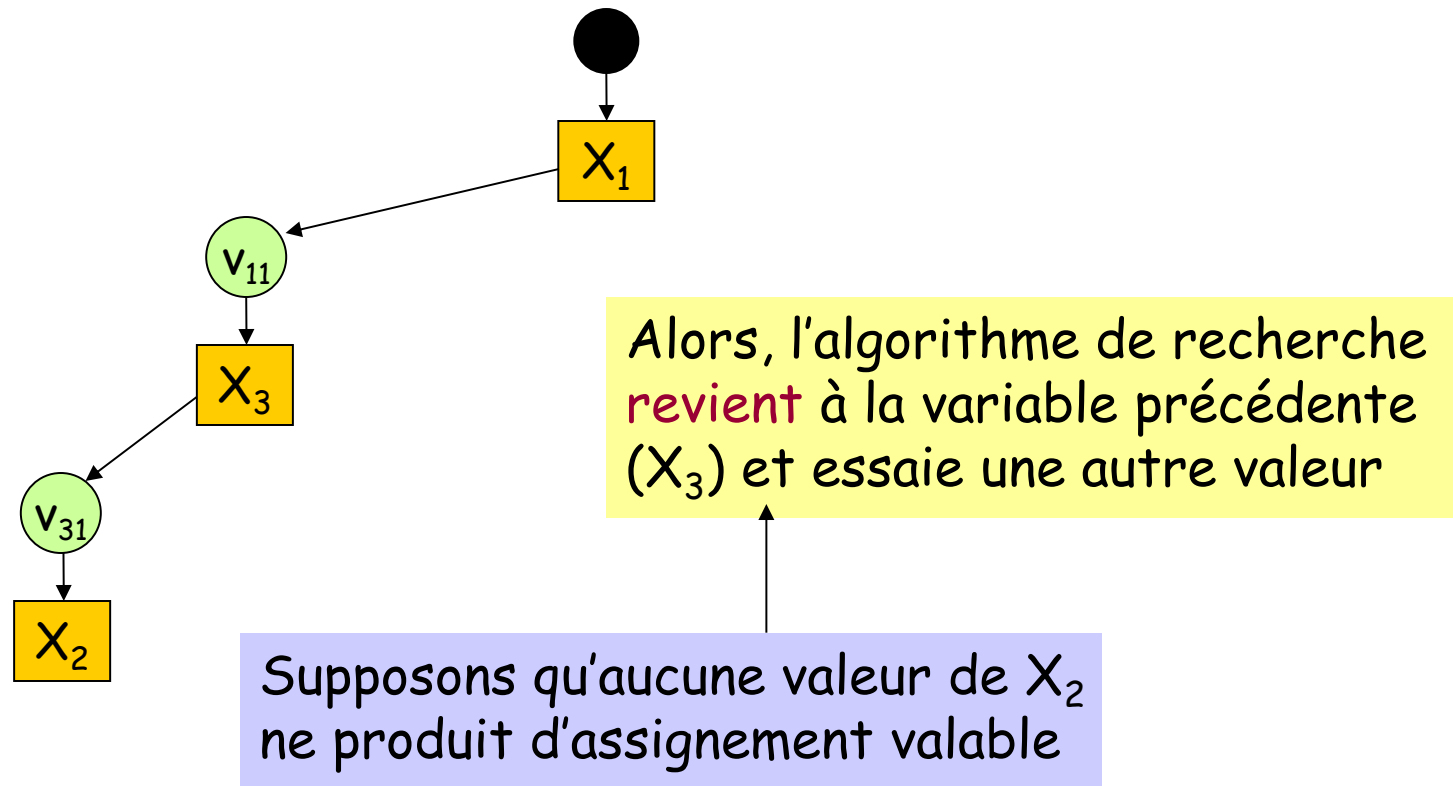 X₁
v₁₁
X₃
v₃₁
X₂
Alors, l’algorithme de recherche
revient à la variable précédente
(X₃) et essaie une autre valeur
Supposons qu’aucune valeur de X₂
ne produit d’assignement valable